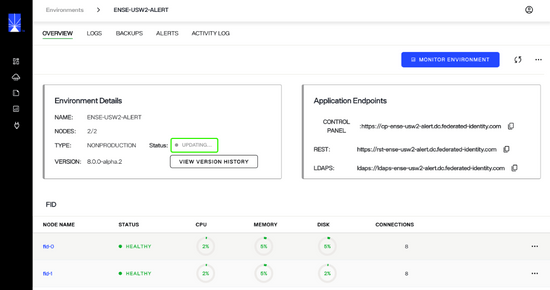 Environments > ENSE-USW2-ALERT
OVERVIEW LOGS BACKUPS ALERTS ACTIVITY LOG
MONITOR ENVIRONMENT
Environment Details
NAME: ENSE-USW2-ALERT
NODES: 2/2
TYPE: NONPRODUCTION Status: UPDATING...
VERSION: 8.0.0-alpha.2 VIEW VERSION HISTORY
Application Endpoints
CONTROL PANEL :https://cp-ense-usw2-alert.dc.federated-identity.com
REST: https://rst-ense-usw2-alert.dc.federated-identity.com
LDAPS: ldaps://ldaps-ense-usw2-alert.dc.federated-identity.com
FID
NODE NAME STATUS CPU MEMORY DISK CONNECTIONS
fid-0 HEALTHY 2% 5% 5% 8
fid-1 HEALTHY 2% 5% 2% 8